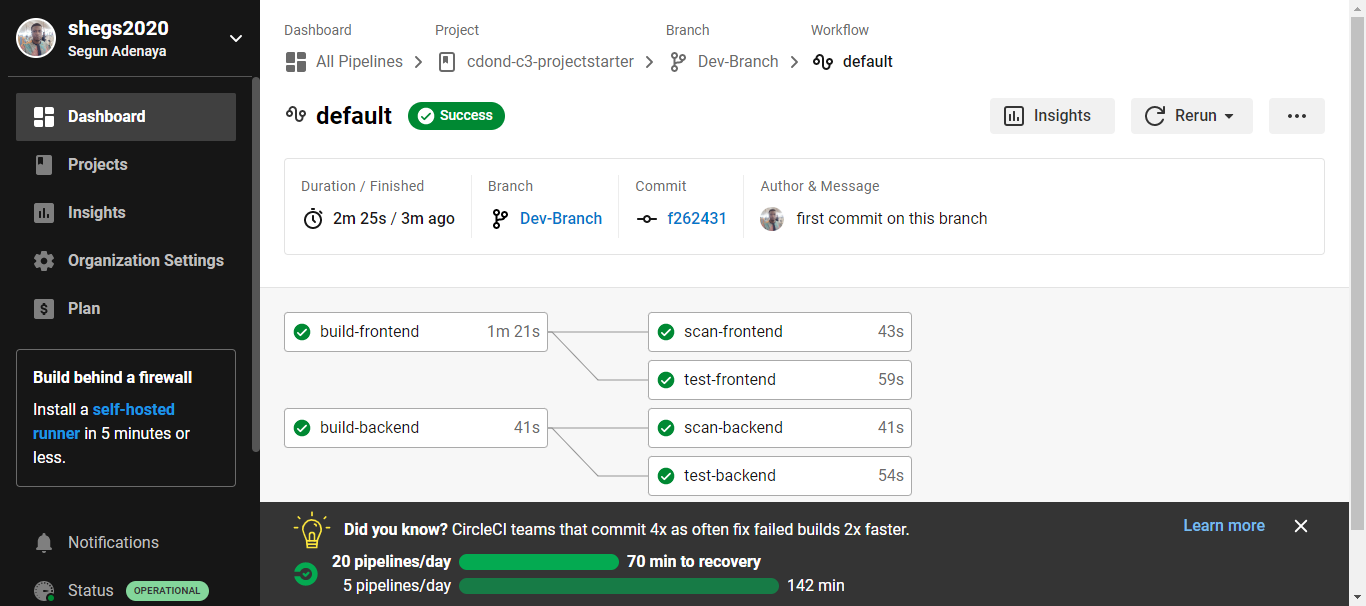 shegs2020
Segun Adenaya
Dashboard
Projects
Insights
Organization Settings
Plan
Build behind a firewall
Install a self-hosted
runner in 5 minutes or
less.
Notifications
Status OPERATIONAL
Dashboard Project Branch Workflow
All Pipelines cdond-c3-projectstarter Dev-Branch default
default Success Insights Rerun
Duration / Finished Branch Commit Author & Message
2m 25s / 3m ago Dev-Branch f262431 first commit on this branch
build-frontend 1m 21s scan-frontend 43s
test-frontend 59s
build-backend 41s scan-backend 41s
test-backend 54s
Did you know? CircleCI teams that commit 4x as often fix failed builds 2x faster. Learn more
20 pipelines/day 70 min to recovery
5 pipelines/day 142 min